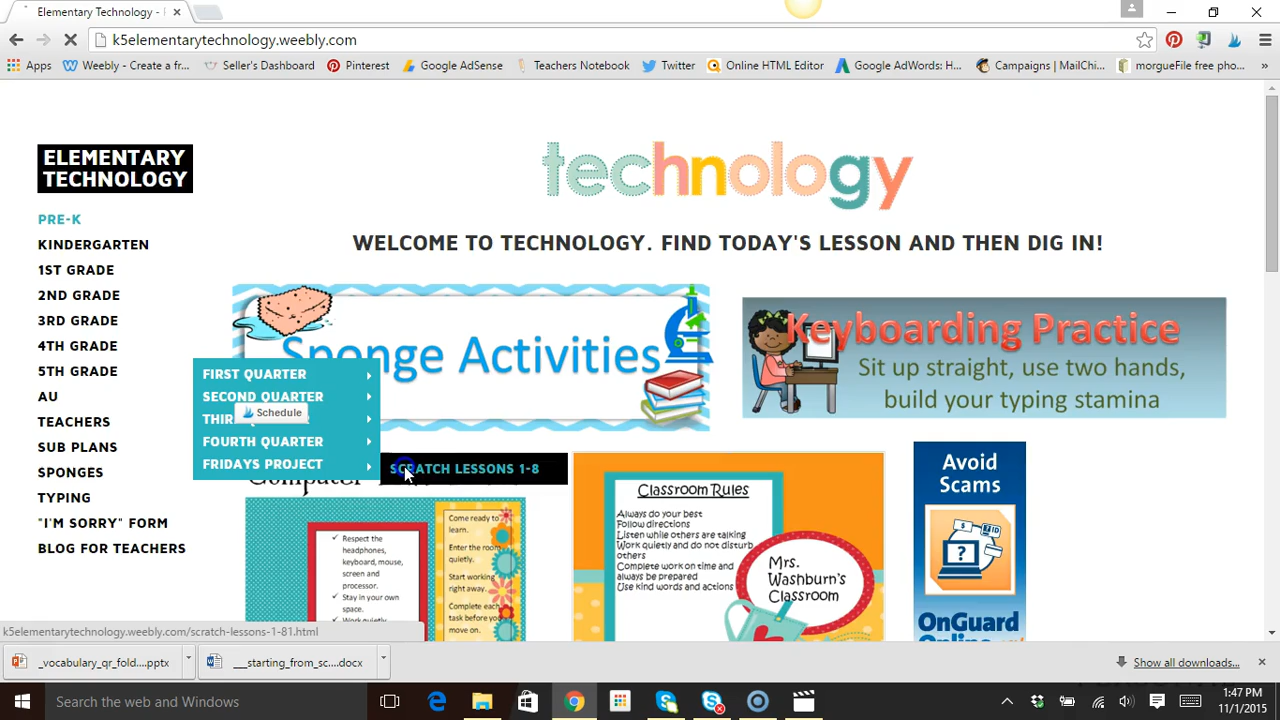 Elementary Technology -
k5elementarytechnology.weebly.com
Apps
Weebly - Create a fr...
Seller's Dashboard
Pinterest
Google AdSense
Teachers Notebook
Twitter
Online HTML Editor
Google AdWords: H...
Campaigns | MailChi...
morgueFile free pho...
»
ELEMENTARY
TECHNOLOGY
PRE-K
KINDERGARTEN
1ST GRADE
2ND GRADE
3RD GRADE
4TH GRADE
5TH GRADE
AU
TEACHERS
SUB PLANS
SPONGES
TYPING
"I'M SORRY" FORM
BLOG FOR TEACHERS
technology
WELCOME TO TECHNOLOGY. FIND TODAY'S LESSON AND THEN DIG IN!
Sponge Activities
Keyboarding Practice
Sit up straight, use two hands,
build your typing stamina
FIRST QUARTER
SECOND QUARTER
Schedule
FOURTH QUARTER
FRIDAYS PROJECT
SCRATCH LESSONS 1-8
Computer
Respect the
headphones,
keyboard, mouse,
screen and
processor.
Stay in your own
space.
Work quietly
Come ready to
learn.
Enter the room
quietly.
Start working
right away.
Complete each
task before you
move on.
Classroom Rules
Always do your best
Follow directions
Listen while others are talking
Work quietly and do not disturb
others
Complete work on time and
always be prepared
Use kind words and actions
Mrs.
Washburn's
Classroom
Avoid
Scams
$
ID
?
OnGuard
Online
k5elementarytechnology.weebly.com/scratch-lessons-1-81.html
_vocabulary_qr_fold....pptx
___starting_from_sc....docx
Show all downloads...
Search the web and Windows
1:47 PM
11/1/2015